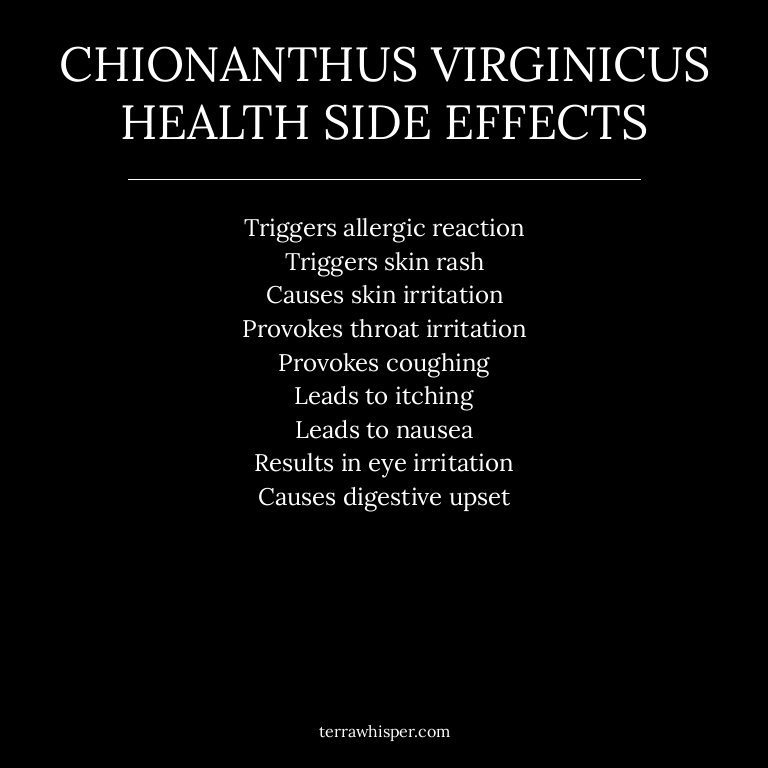 CHIONANTHUS VIRGINICUS
HEALTH SIDE EFFECTS
Triggers allergic reaction
Triggers skin rash
Causes skin irritation
Provokes throat irritation
Provokes coughing
Leads to itching
Leads to nausea
Results in eye irritation
Causes digestive upset
terrawhisper.com